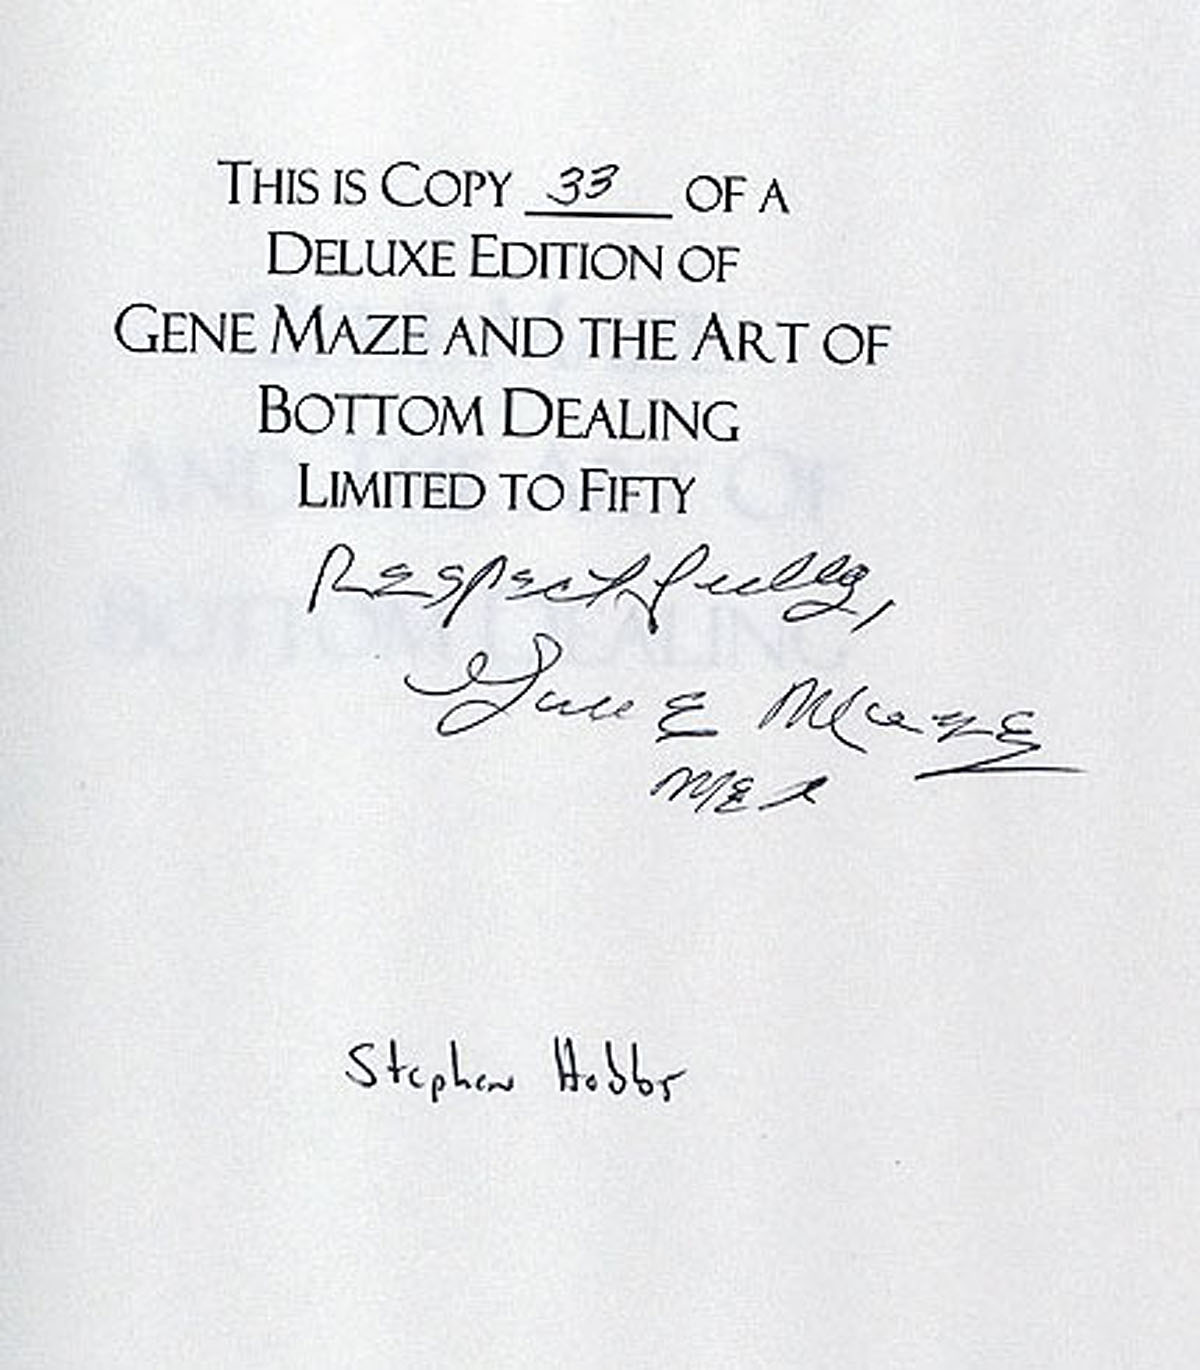 THIS IS COPY 33 OF A
DELUXE EDITION OF
GENE MAZE AND THE ART OF
BOTTOM DEALING
LIMITED TO FIFTY
Respectfully,
Gene Maze
Stephen Hobbs